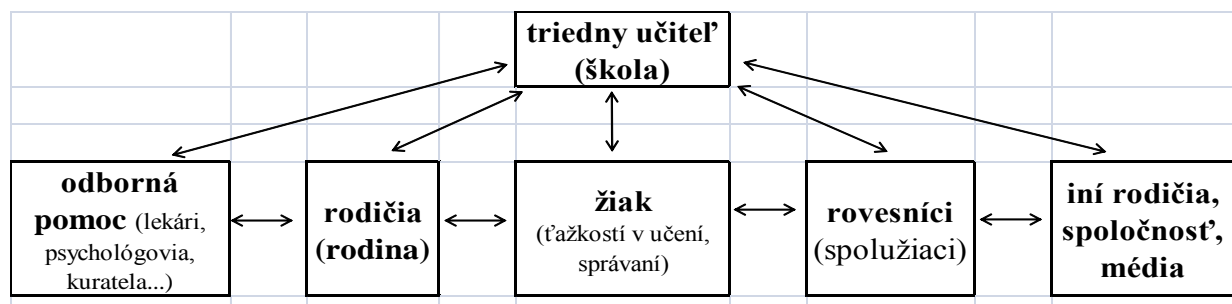 triedny učiteľ
(škola)
odborná
pomoc (lekári,
psychológovia,
kuratela...)
rodičia
(rodina)
žiak
(ťažkostí v učení,
správaní)
rovesníci
(spolužiaci)
iní rodičia,
spoločnosť,
média